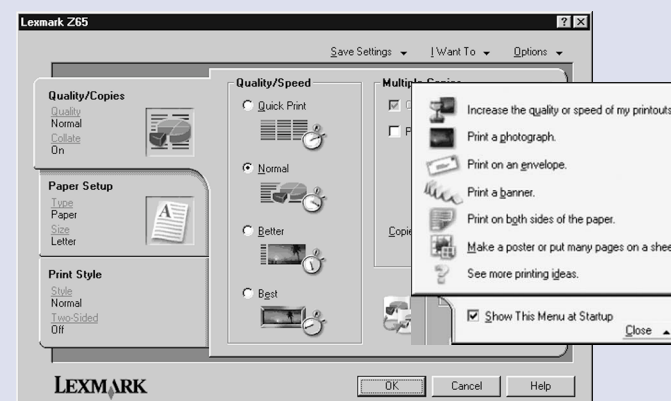 Lexmark Z65
Save Settings
I Want To
Options
Quality/Copies
Quality
Normal
Collate
On
Paper Setup
Type
Paper
Size
Letter
Print Style
Style
Normal
Two-Sided
Off
Quality/Speed
Quick Print
Normal
Better
Best
Multiple Copies
Increase the quality or speed of my printouts
Print a photograph.
Print on an envelope.
Print a banner.
Print on both sides of the paper.
Make a poster or put many pages on a shee
See more printing ideas.
Show This Menu at Startup
Close
LEXMARK
OK
Cancel
Help